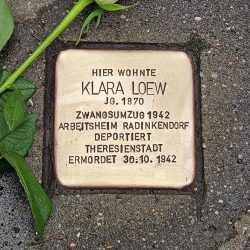 HIER WOHNTE
KLARA LOEW
JG. 1870
ZWANGSUMZUG 1942
ARBEITSHEIM RADINKENDORF
DEPORTIERT
THERESIENSTADT
ERMORDET 30.10.1942